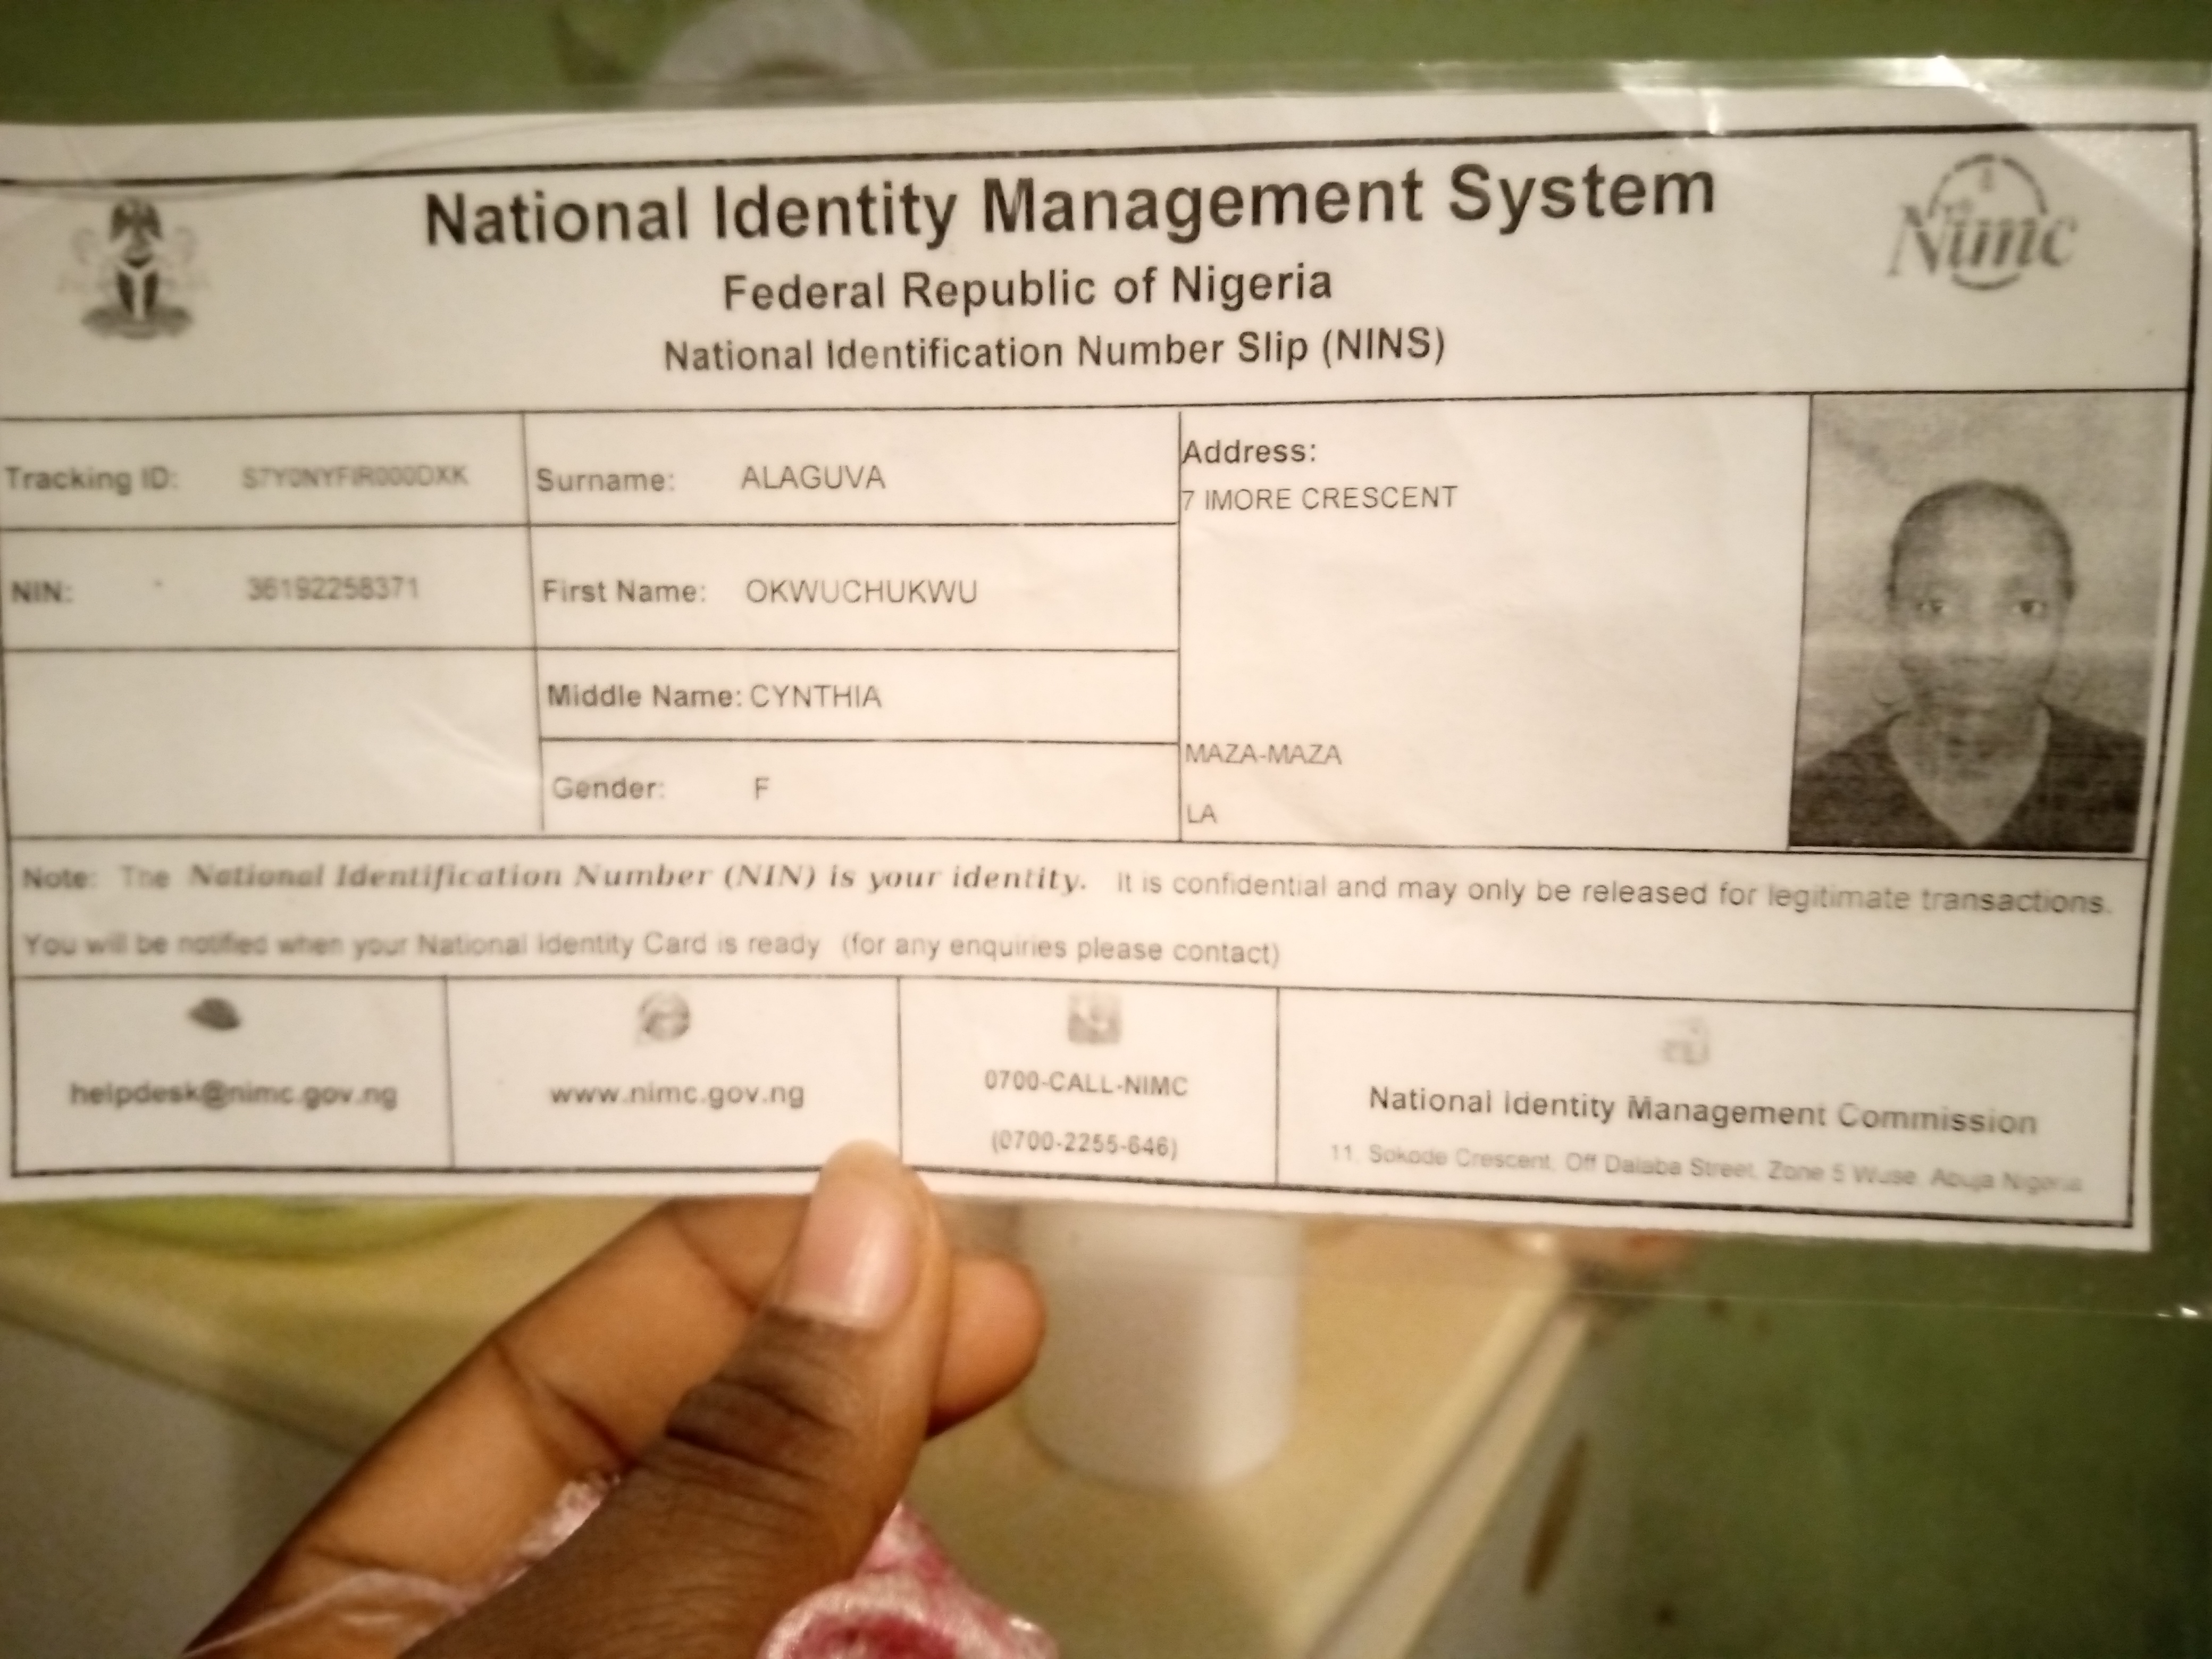 National Identity Management System
Federal Republic of Nigeria
National Identification Number Slip (NINS)
Nimc
Tracking ID: S7Y0NYFIR000DXK
Surname: ALAGUVA
Address:
7 IMORE CRESCENT
NIN: 36192258371
First Name: OKWUCHUKWU
Middle Name: CYNTHIA
MAZA-MAZA
Gender: F
LA
Note: The National Identification Number (NIN) is your identity. It is confidential and may only be released for legitimate transactions.
You will be notified when your National Identity Card is ready (for any enquiries please contact)
helpdesk@nimc.gov.ng
www.nimc.gov.ng
0700-CALL-NIMC
(0700-2255-646)
National Identity Management Commission
11, Sokode Crescent, Off Dalaba Street, Zone 5 Wuse, Abuja Nigeria